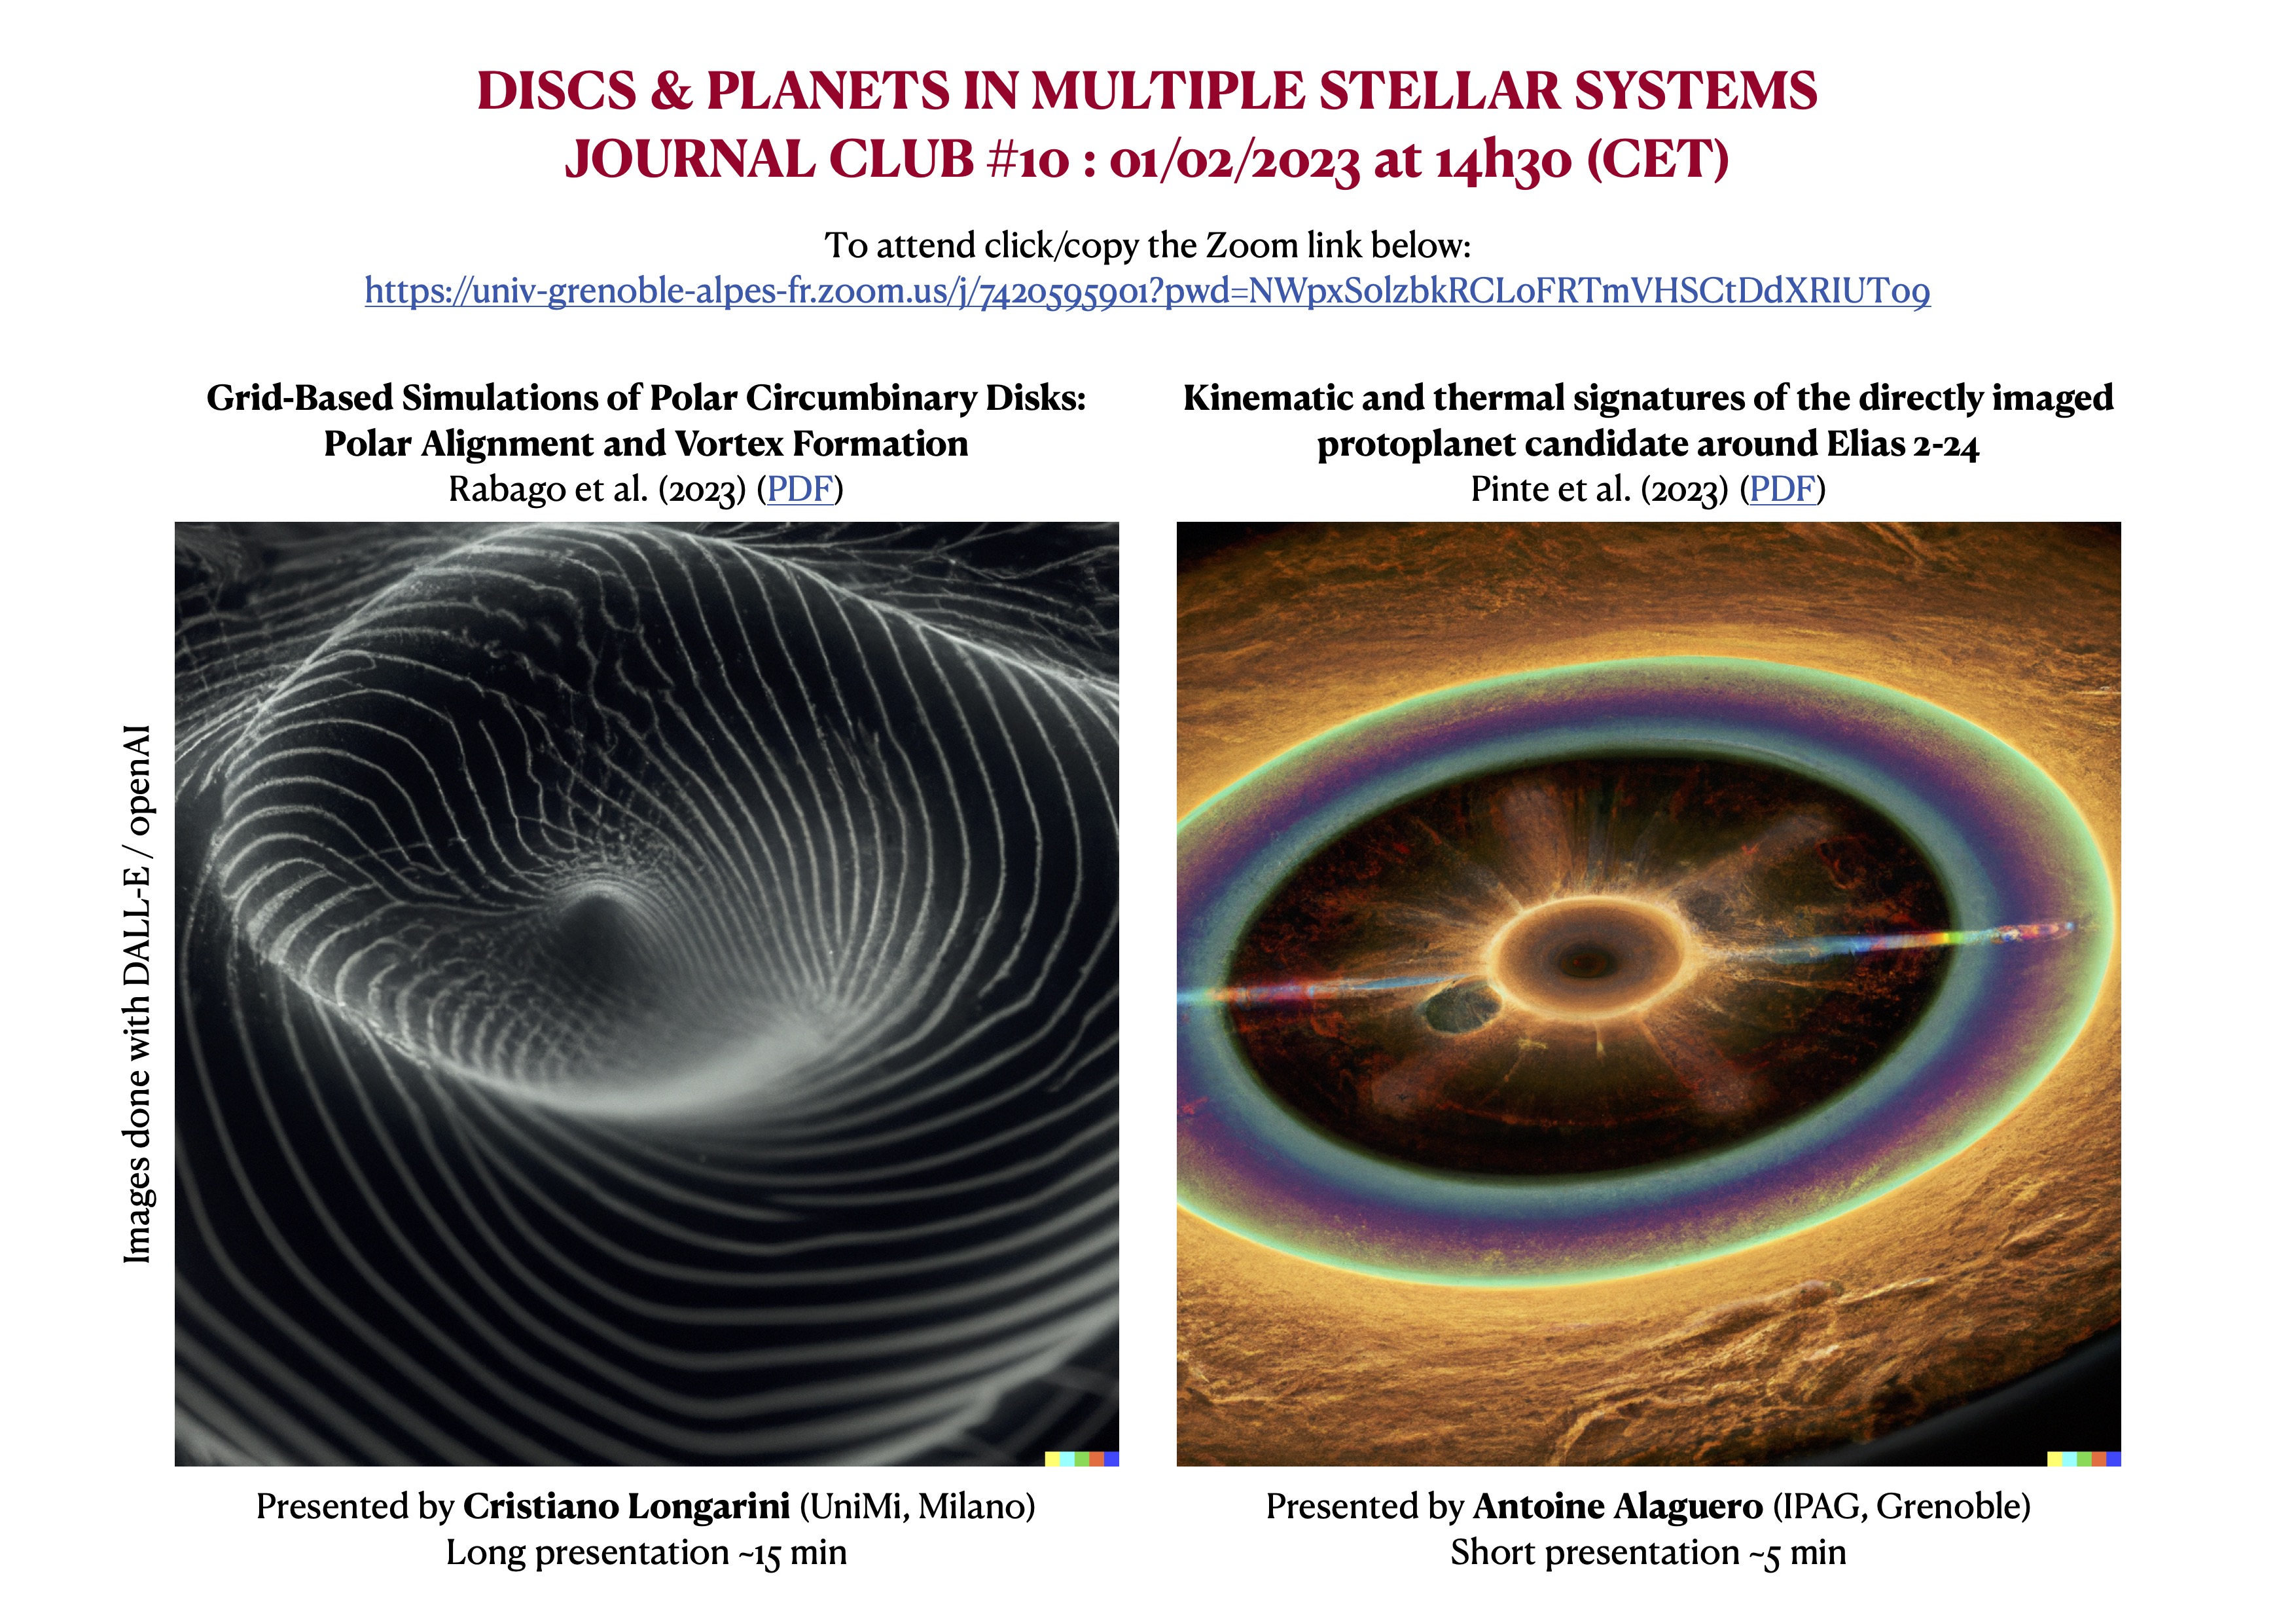 DISCS & PLANETS IN MULTIPLE STELLAR SYSTEMS
JOURNAL CLUB #10 : 01/02/2023 at 14h30 (CET)
To attend click/copy the Zoom link below:
https://univ-grenoble-alpes-fr.zoom.us/j/7420595901?pwd=NWpxSolzbkRCLoFRTmVHSCtDdXRIUTo9
Grid-Based Simulations of Polar Circumbinary Disks:
Polar Alignment and Vortex Formation
Rabago et al. (2023) (PDF)
Kinematic and thermal signatures of the directly imaged
protoplanet candidate around Elias 2-24
Pinte et al. (2023) (PDF)
Images done with DALL-E / openAI
Presented by Cristiano Longarini (UniMi, Milano)
Long presentation ~15 min
Presented by Antoine Alaguero (IPAG, Grenoble)
Short presentation ~5 min